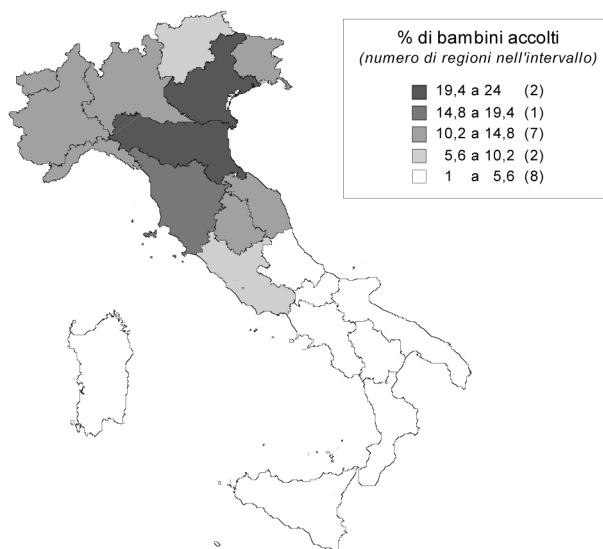 % di bambini accolti
(numero di regioni nell'intervallo)
19,4 a 24 (2)
14,8 a 19,4 (1)
10,2 a 14,8 (7)
5,6 a 10,2 (2)
1 a 5,6 (8)